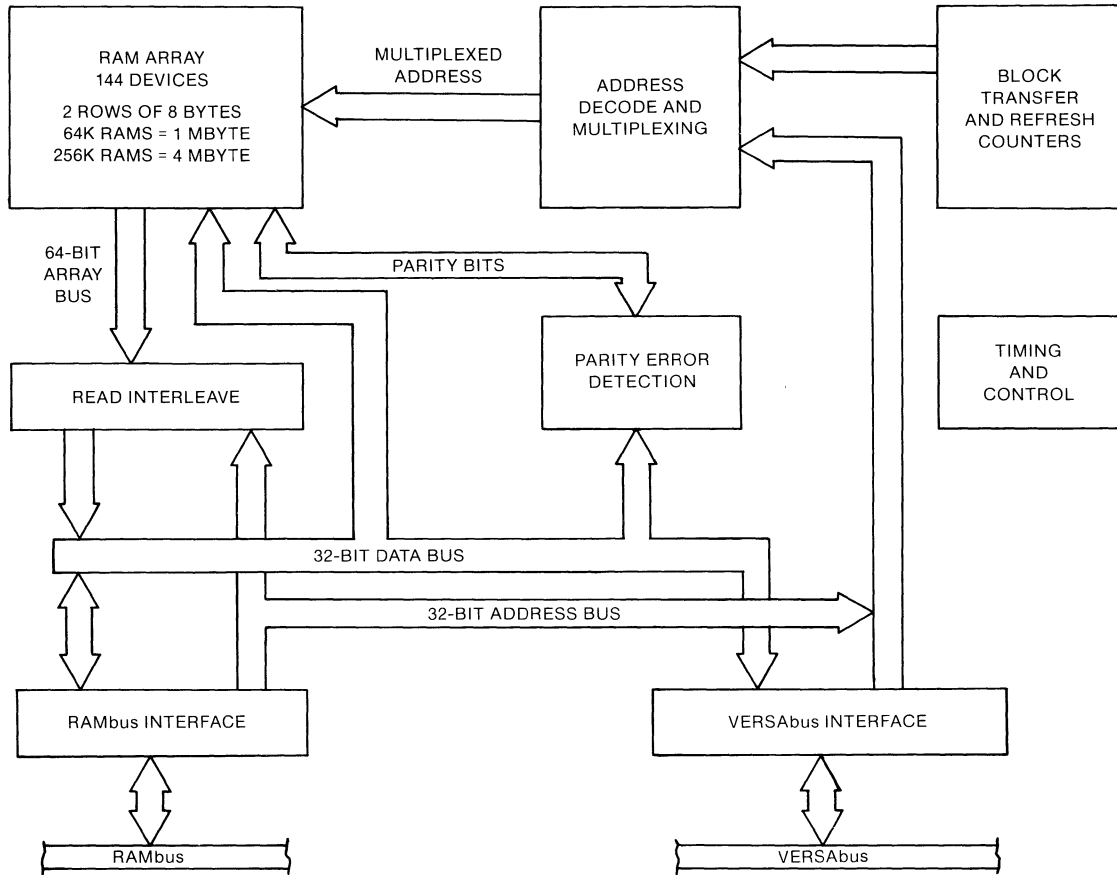 RAM ARRAY
144 DEVICES
2 ROWS OF 8 BYTES
64K RAMS = 1 MBYTE
256K RAMS = 4 MBYTE
MULTIPLEXED
ADDRESS
ADDRESS
DECODE AND
MULTIPLEXING
BLOCK
TRANSFER
AND REFRESH
COUNTERS
64-BIT
ARRAY
BUS
PARITY BITS
READ INTERLEAVE
PARITY ERROR
DETECTION
TIMING
AND
CONTROL
32-BIT DATA BUS
32-BIT ADDRESS BUS
RAMbus INTERFACE
VERSAbus INTERFACE
RAMbus
VERSAbus